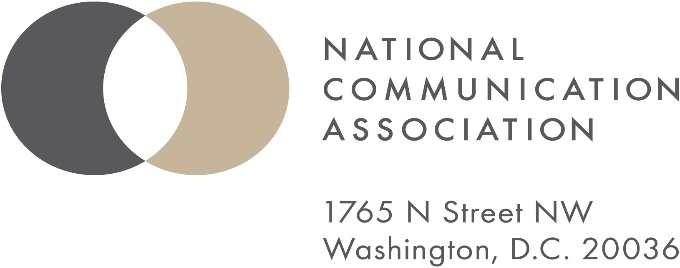 NATIONAL
COMMUNICATION
ASSOCIATION
1765 N Street NW
Washington, D.C. 20036